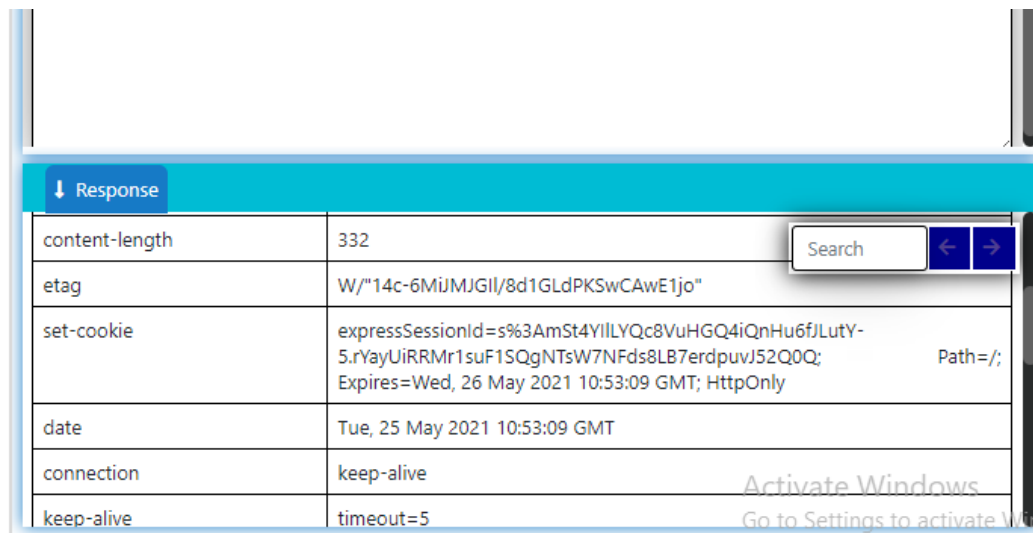 Response
content-length 332
Search
etag W/"14c-6MiJMJGIl/8d1GLdPKSwCAwE1jo"
set-cookie expressSessionId=s%3AmSt4YIlLYQc8VuHGQ4iQnHu6fJLutY-
5.rYayUiRRMr1suF1SQgNTsW7NFds8LB7erdpuvJ52Q0Q; Path=/;
Expires=Wed, 26 May 2021 10:53:09 GMT; HttpOnly
date Tue, 25 May 2021 10:53:09 GMT
connection keep-alive
Activate Windows
keep-alive timeout=5
Go to Settings to activate